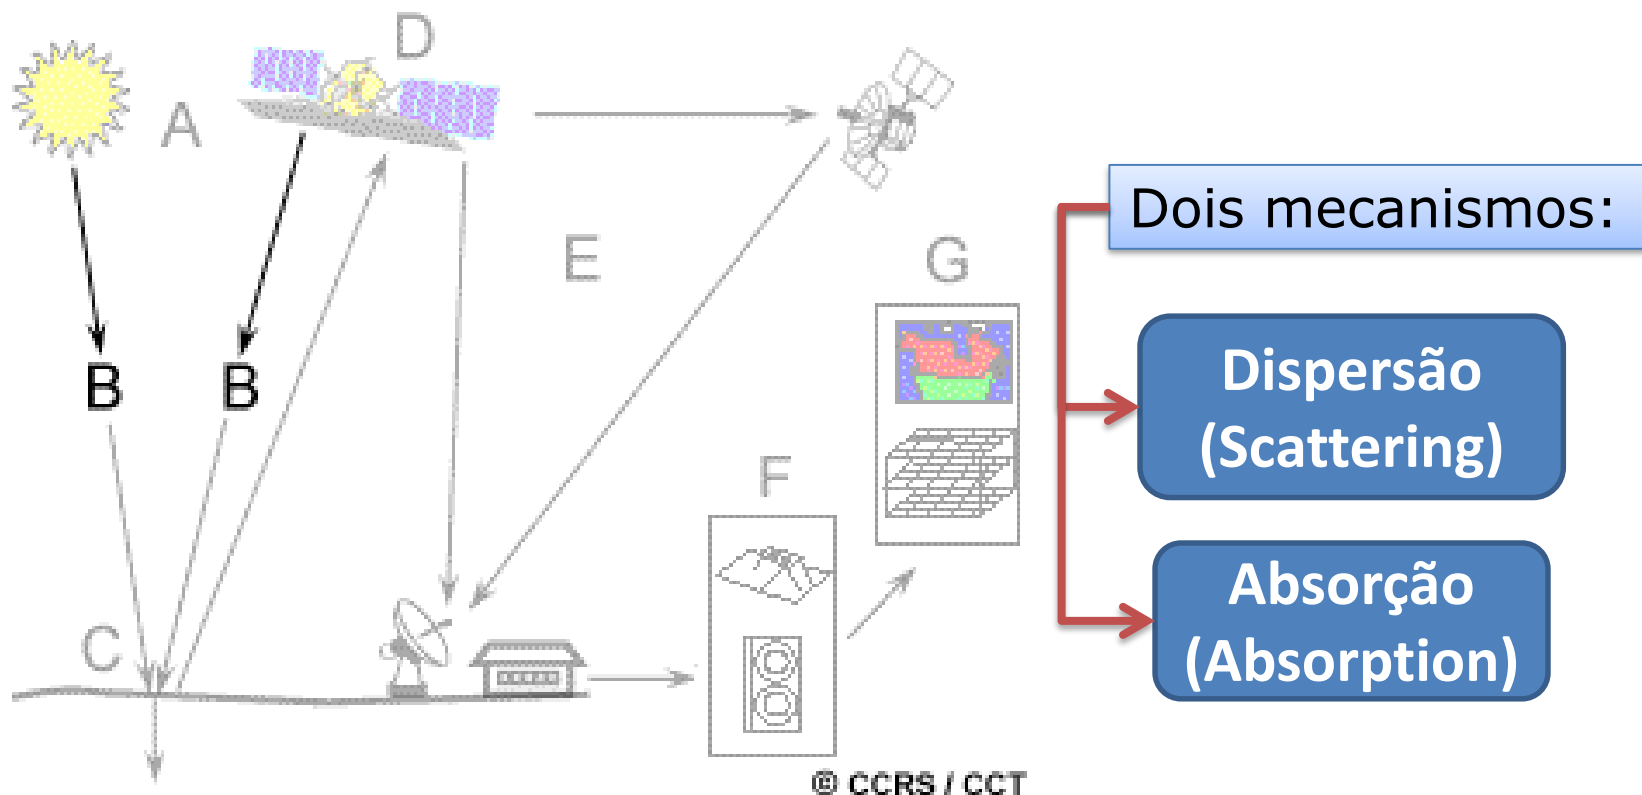 D
A
E
G
B B
F
C
© CCRS / CCT
Dois mecanismos:
Dispersão
(Scattering)
Absorção
(Absorption)